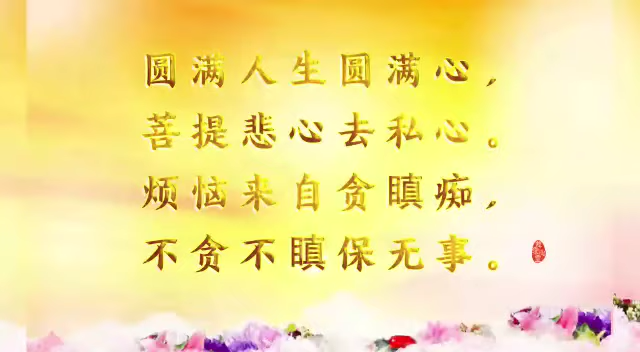 圆满人生圆满心，
菩提悲心去私心。
烦恼来自贪瞋痴，
不贪不瞋保无事。